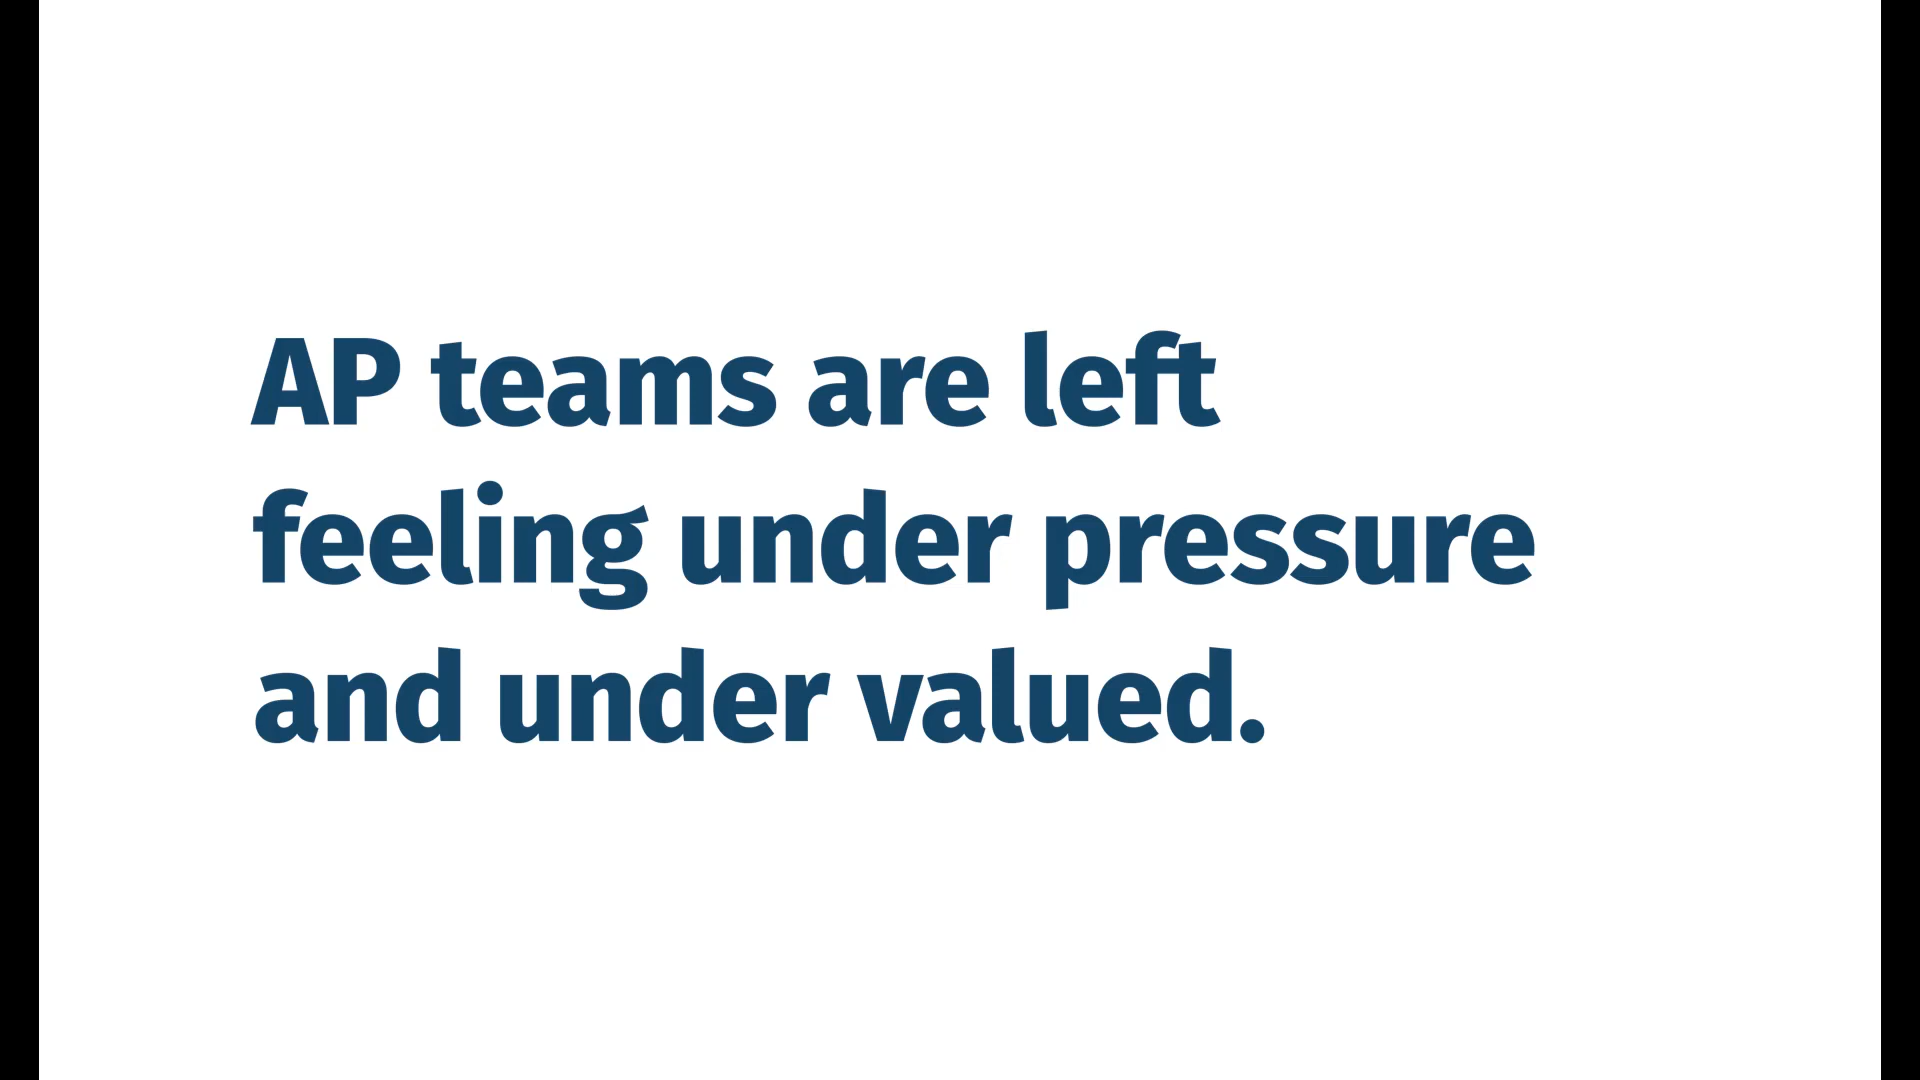 AP teams are left
feeling under pressure
and under valued.